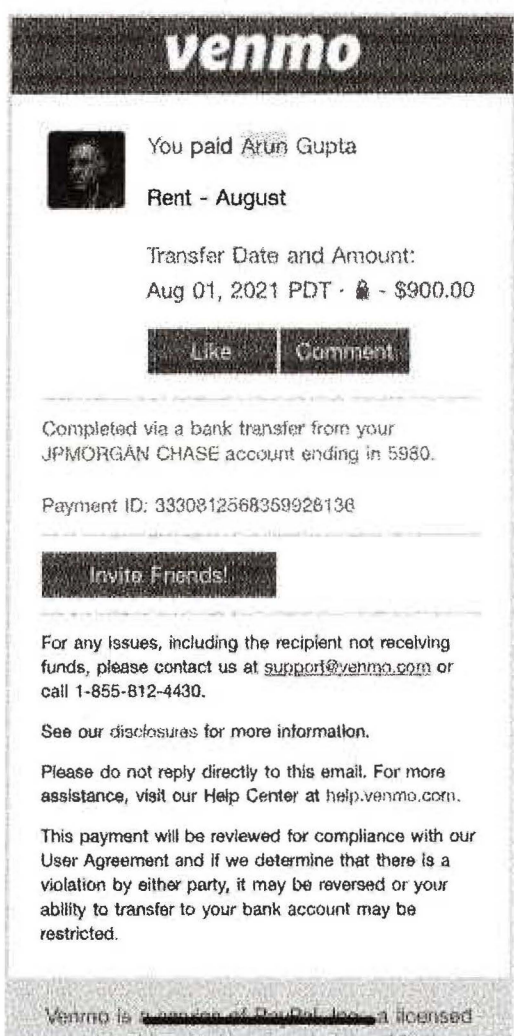 venmo
You paid Arun Gupta
Rent - August
Transfer Date and Amount:
Aug 01, 2021 PDT · - $900.00
Like Comment
Completed via a bank transfer from your
JPMORGAN CHASE account ending in 5980.
Payment ID: 3330812568359928136
Invite Friends!
For any issues, including the recipient not receiving
funds, please contact us at support@venmo.com or
call 1-855-812-4430.
See our disclosures for more information.
Please do not reply directly to this email. For more
assistance, visit our Help Center at help.venmo.com.
This payment will be reviewed for compliance with our
User Agreement and if we determine that there is a
violation by either party, it may be reversed or your
ability to transfer to your bank account may be
restricted.
Venmo is a licensed